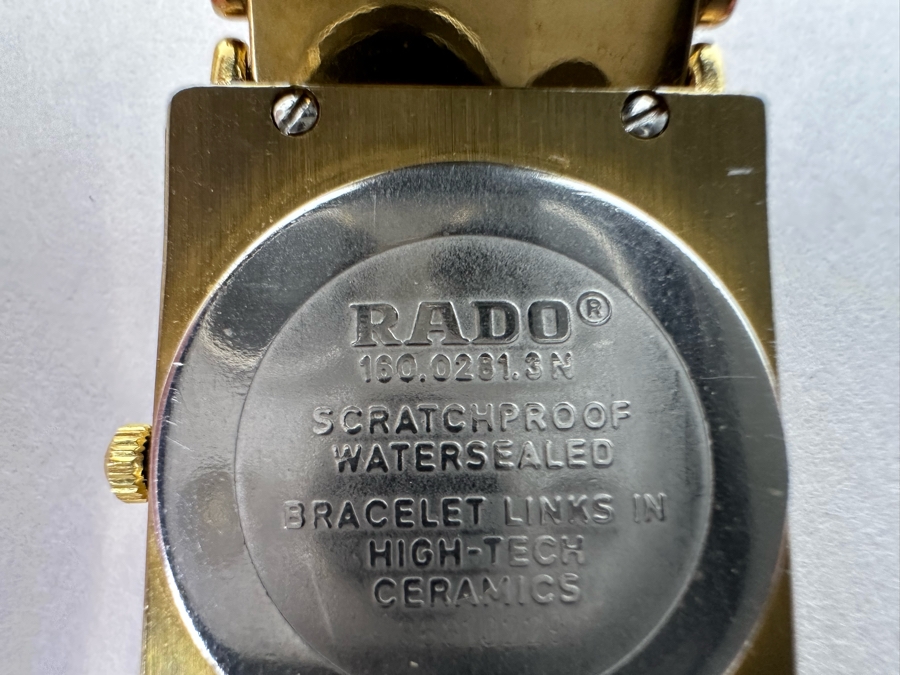 RADO®
160.0281.3N
SCRATCHPROOF
WATERSEALED
BRACELET LINKS IN
HIGH-TECH
CERAMICS